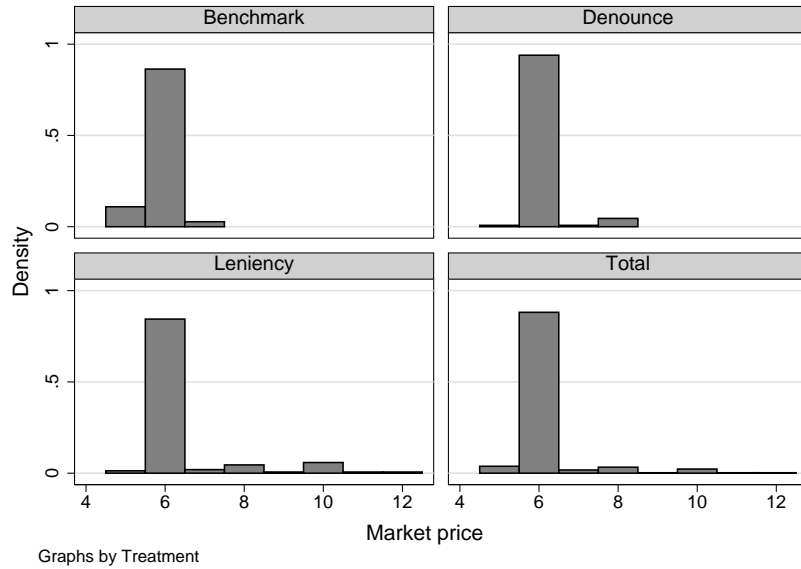 Benchmark
Denounce
0
.5
1
Leniency
Total
0
.5
1
4
6
8
10
12
4
6
8
10
12
Density
Market price
Graphs by Treatment